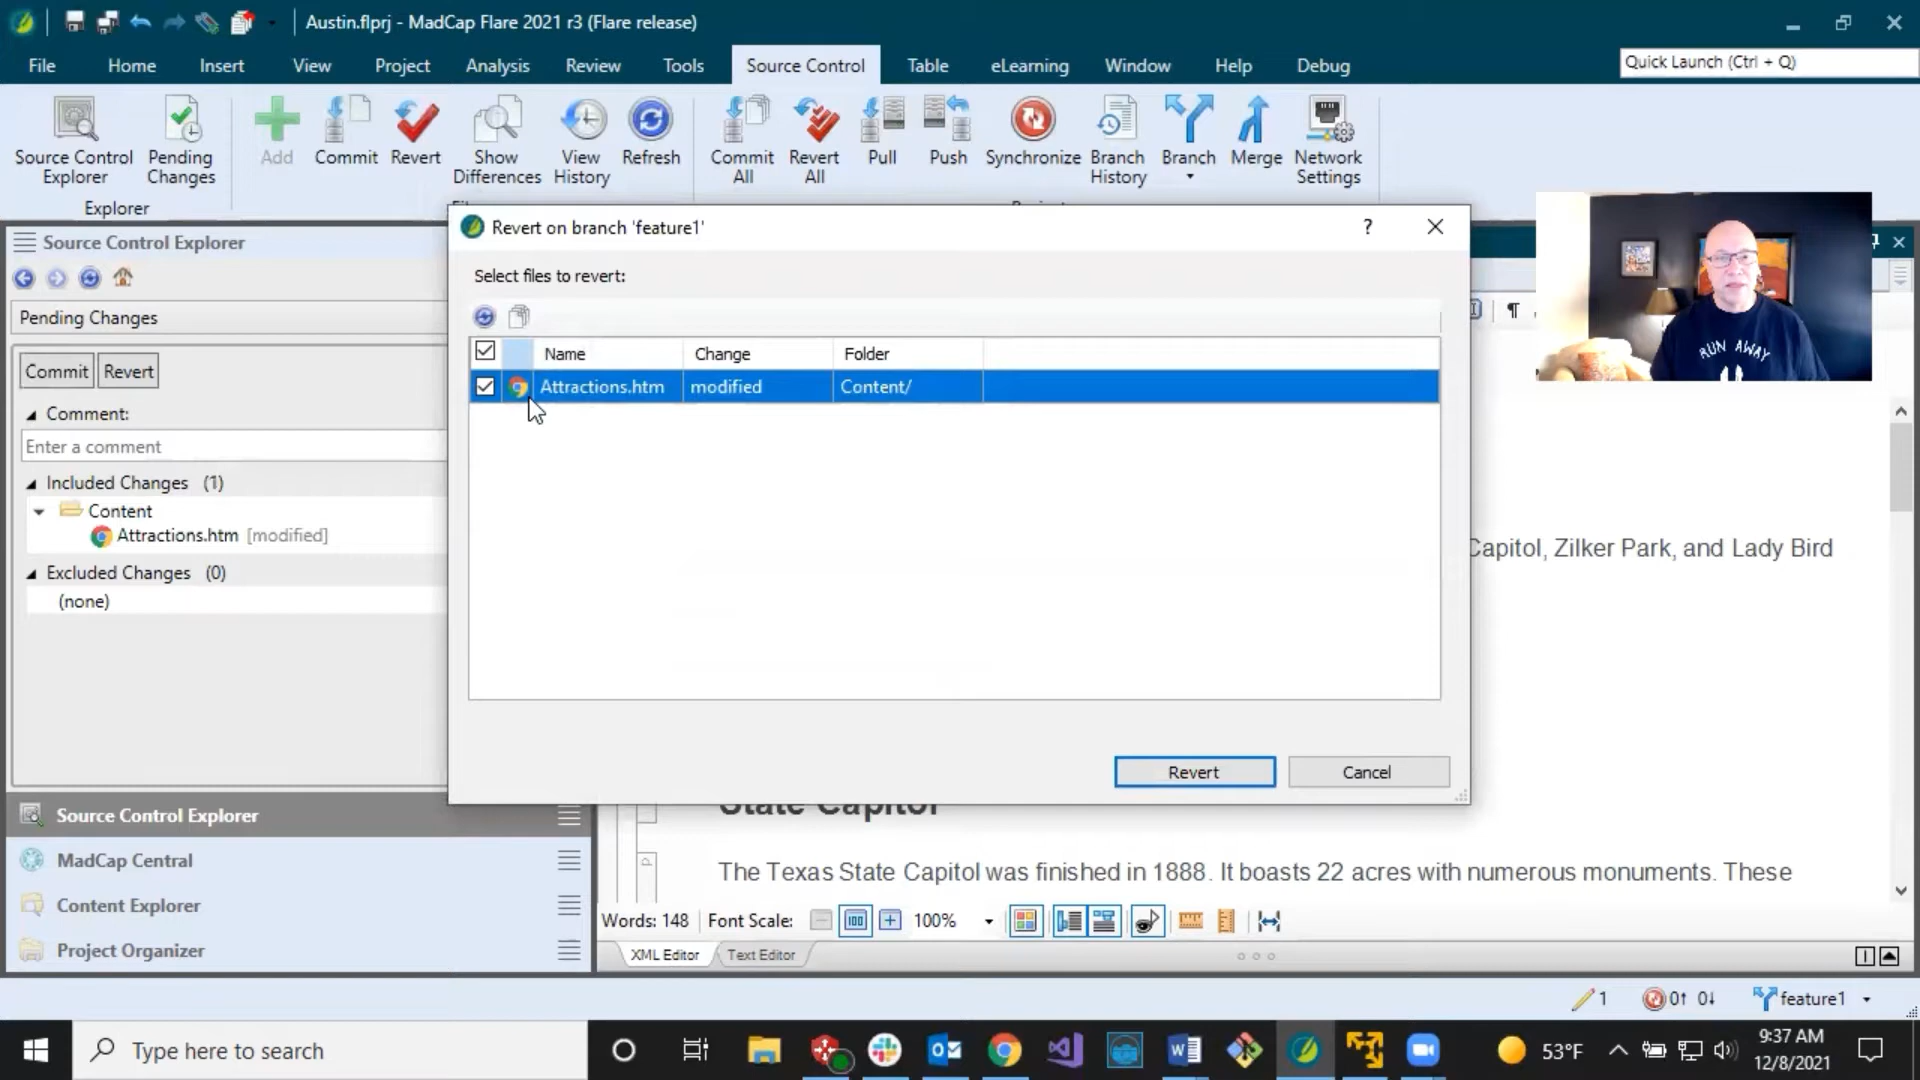 Austin.flprj - MadCap Flare 2021 r3 (Flare release)
File Home Insert View Project Analysis Review Tools Source Control Table eLearning Window Help Debug
Quick Launch (Ctrl + Q)
Source Control Explorer
Pending Changes
Add
Commit
Revert
Show Differences
View History
Refresh
Commit All
Revert All
Pull
Push
Synchronize
Branch History
Branch
Merge
Network Settings
Explorer
Source Control Explorer
Pending Changes
Commit Revert
Comment:
Enter a comment
Included Changes (1)
Content
Attractions.htm [modified]
Excluded Changes (0)
(none)
Source Control Explorer
MadCap Central
Content Explorer
Project Organizer
Revert on branch 'feature1'
?
Select files to revert:
Name Change Folder
Attractions.htm modified Content/
Revert Cancel
RUN AWAY
Capitol, Zilker Park, and Lady Bird
State Capitol
The Texas State Capitol was finished in 1888. It boasts 22 acres with numerous monuments. These
Words: 148 Font Scale: 100 100%
XML Editor Text Editor
1 0 0 feature1
Type here to search
53°F
9:37 AM
12/8/2021